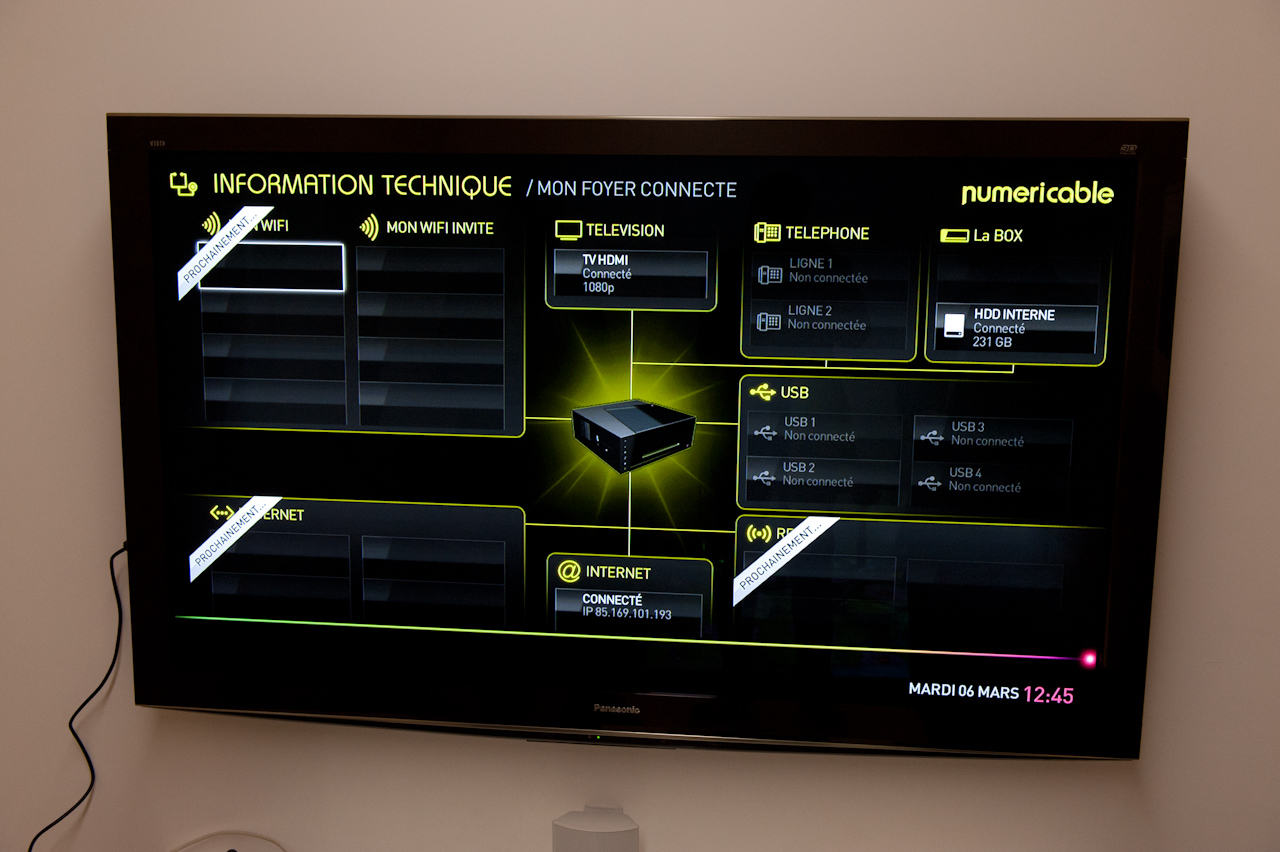 INFORMATION TECHNIQUE / MON FOYER CONNECTE
numericable
PROCHAINEMENT...
WIFI
MON WIFI INVITE
TELEVISION
TV HDMI
Connecté
1080p
TELEPHONE
LIGNE 1
Non connectée
LIGNE 2
Non connectée
La BOX
HDD INTERNE
Connecté
231 GB
USB
USB 1
Non connecté
USB 2
Non connecté
USB 3
Non connecté
USB 4
Non connecté
PROCHAINEMENT...
ERNET
INTERNET
CONNECTÉ
IP 85.169.101.193
PROCHAINEMENT...
MARDI 06 MARS 12:45
Panasonic